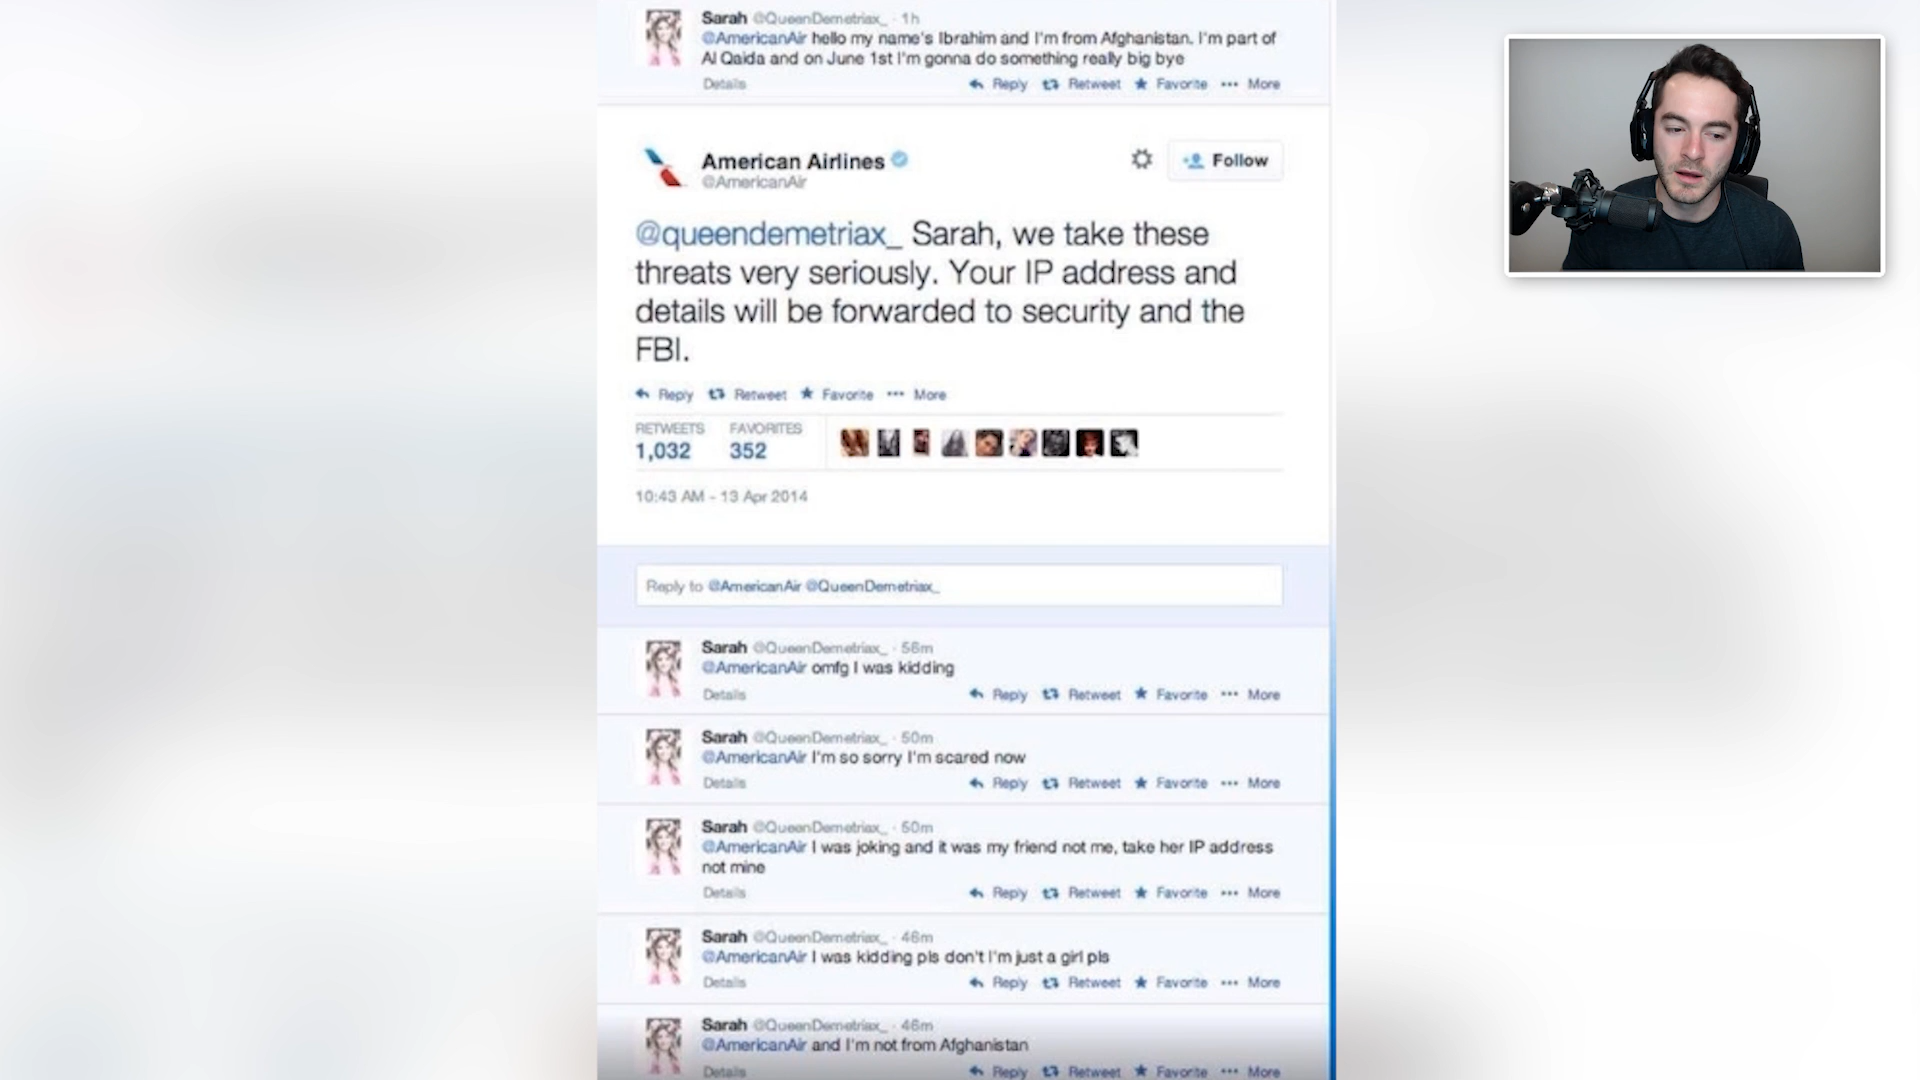 Sarah @QueenDemetriax_ · 1h
@AmericanAir hello my name's Ibrahim and I'm from Afghanistan. I'm part of
Al Qaida and on June 1st I'm gonna do something really big bye
Details Reply Retweet Favorite ••• More
American Airlines
@AmericanAir
Follow
@queendemetriax_ Sarah, we take these
threats very seriously. Your IP address and
details will be forwarded to security and the
FBI.
Reply Retweet Favorite ••• More
RETWEETS FAVORITES
1,032 352
10:43 AM - 13 Apr 2014
Reply to @AmericanAir @QueenDemetriax_
Sarah @QueenDemetriax_ · 56m
@AmericanAir omfg I was kidding
Details Reply Retweet Favorite ••• More
Sarah @QueenDemetriax_ · 50m
@AmericanAir I'm so sorry I'm scared now
Details Reply Retweet Favorite ••• More
Sarah @QueenDemetriax_ · 50m
@AmericanAir I was joking and it was my friend not me, take her IP address
not mine
Details Reply Retweet Favorite ••• More
Sarah @QueenDemetriax_ · 46m
@AmericanAir I was kidding pls don't I'm just a girl pls
Details Reply Retweet Favorite ••• More
Sarah @QueenDemetriax_ · 46m
@AmericanAir and I'm not from Afghanistan
Details Reply Retweet Favorite ••• More